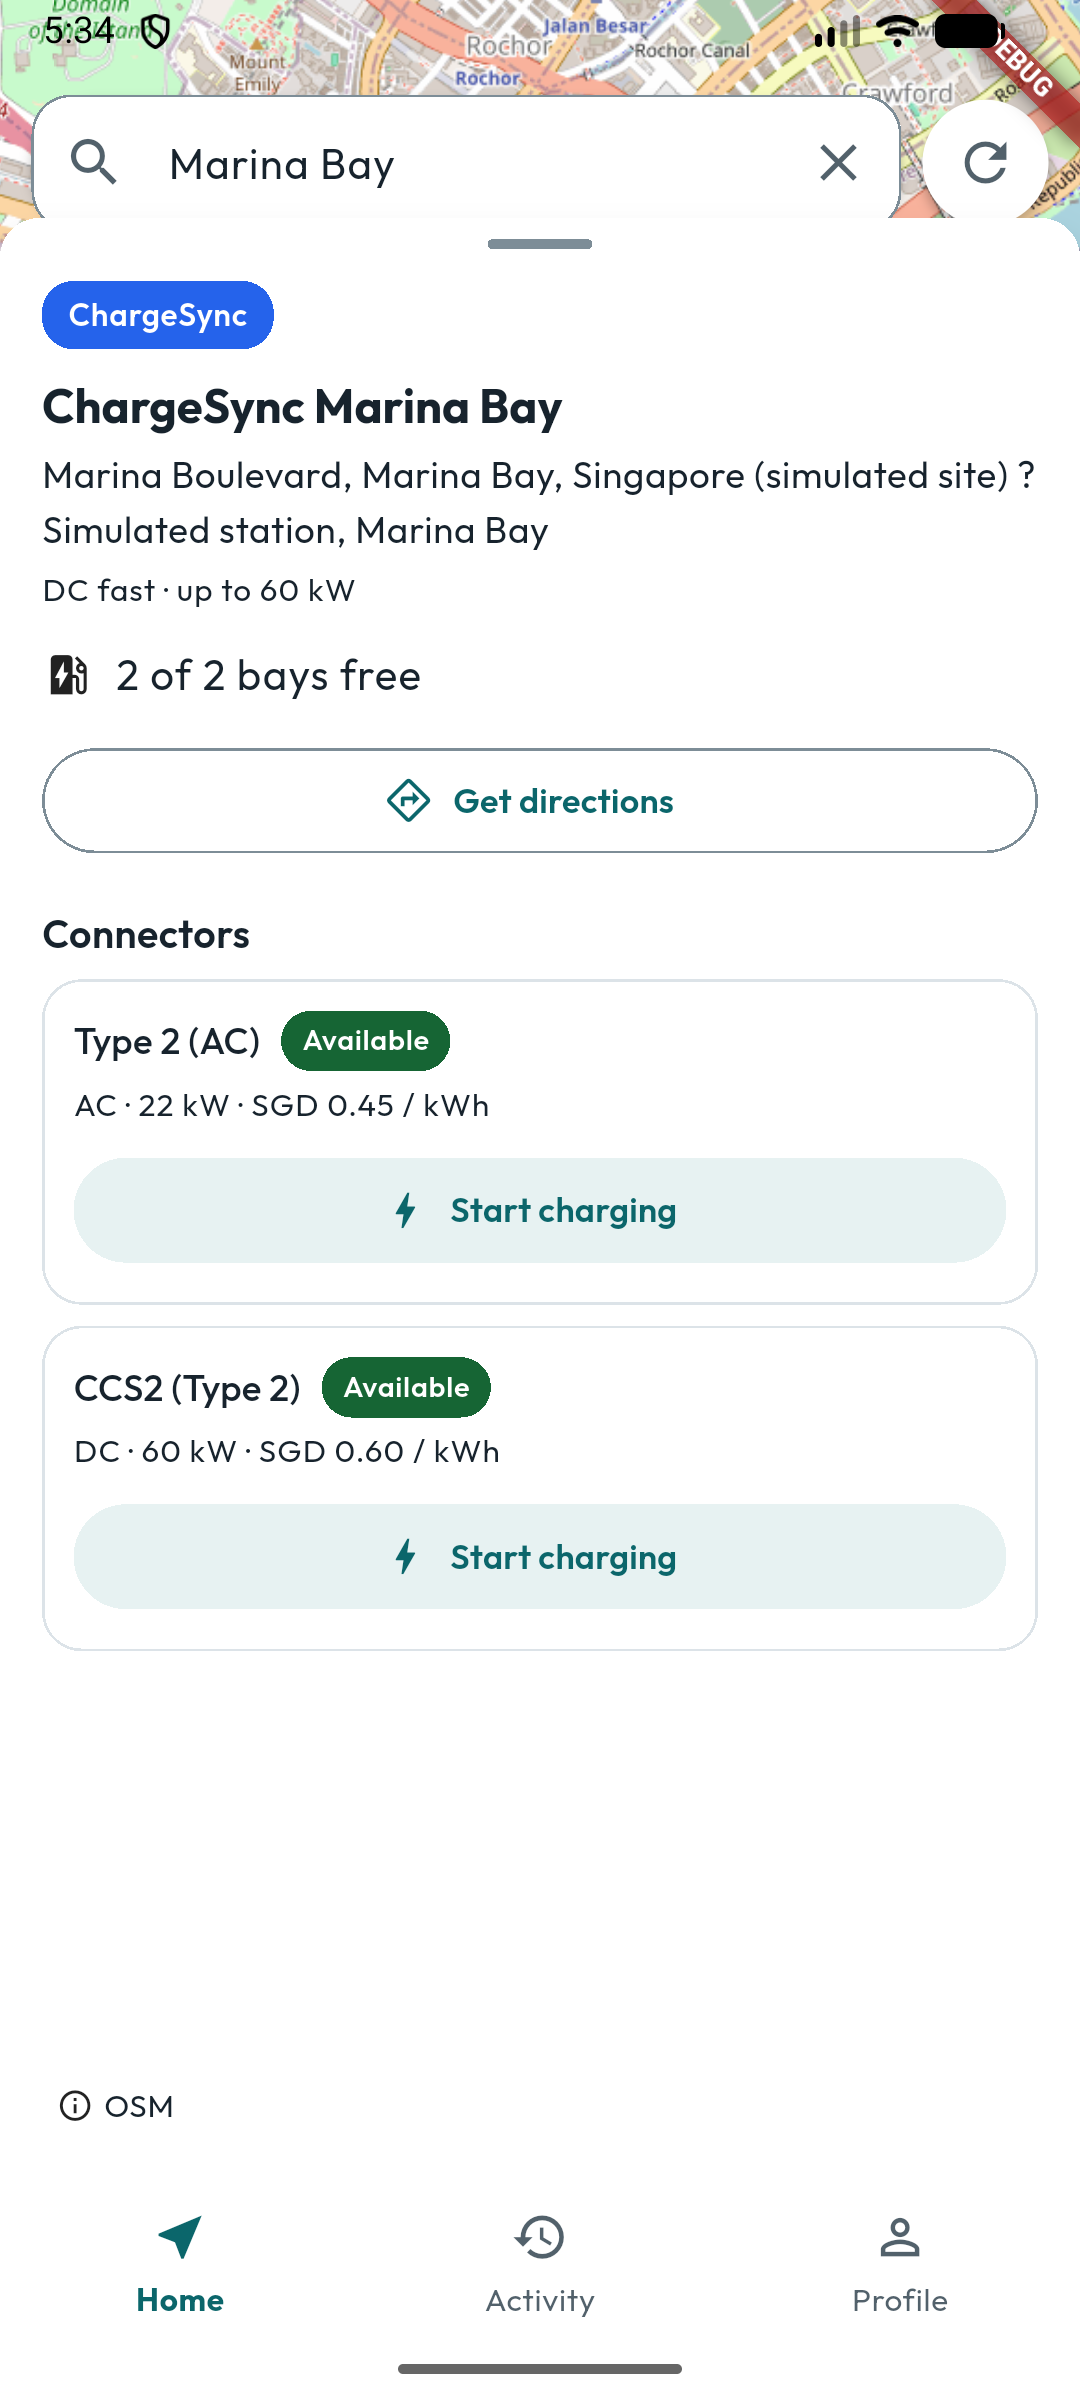 Domain
5:34
Jalan Besar
Rochor
Rochor Canal
Mount
Emily
Rochor
Crawford
EBUG
Marina Bay
ChargeSync
ChargeSync Marina Bay
Marina Boulevard, Marina Bay, Singapore (simulated site) ?
Simulated station, Marina Bay
DC fast · up to 60 kW
2 of 2 bays free
Get directions
Connectors
Type 2 (AC) Available
AC · 22 kW · SGD 0.45 / kWh
Start charging
CCS2 (Type 2) Available
DC · 60 kW · SGD 0.60 / kWh
Start charging
OSM
Home
Activity
Profile